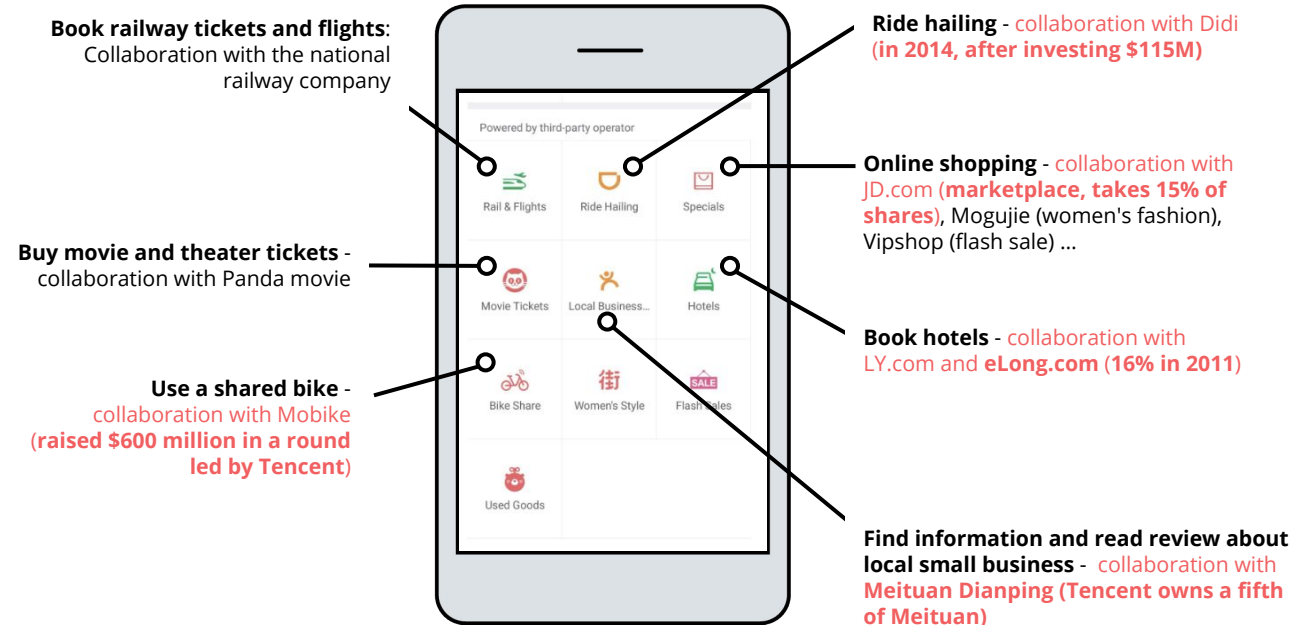 Book railway tickets and flights:
Collaboration with the national
railway company
Buy movie and theater tickets -
collaboration with Panda movie
Use a shared bike -
collaboration with Mobike
(raised $600 million in a round
led by Tencent)
Powered by third-party operator
Rail & Flights
Ride Hailing
Specials
Movie Tickets
Local Business...
Hotels
街
SALE
Bike Share
Women's Style
Flash Sales
Used Goods
Ride hailing - collaboration with Didi
(in 2014, after investing $115M)
Online shopping - collaboration with
JD.com (marketplace, takes 15% of
shares), Mogujie (women's fashion),
Vipshop (flash sale) ...
Book hotels - collaboration with
LY.com and eLong.com (16% in 2011)
Find information and read review about
local small business - collaboration with
Meituan Dianping (Tencent owns a fifth
of Meituan)